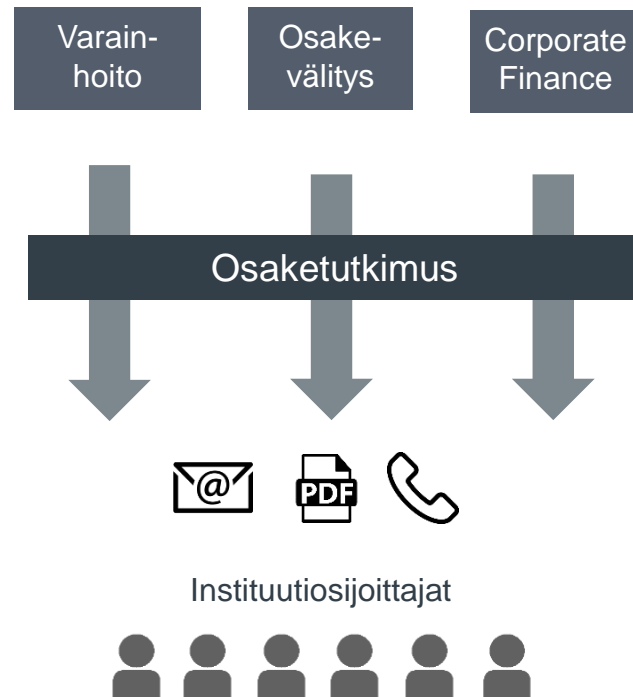 Varain-
hoito
Osake-
välitys
Corporate
Finance
Osaketutkimus
@
PDF
Instituutiosijoittajat